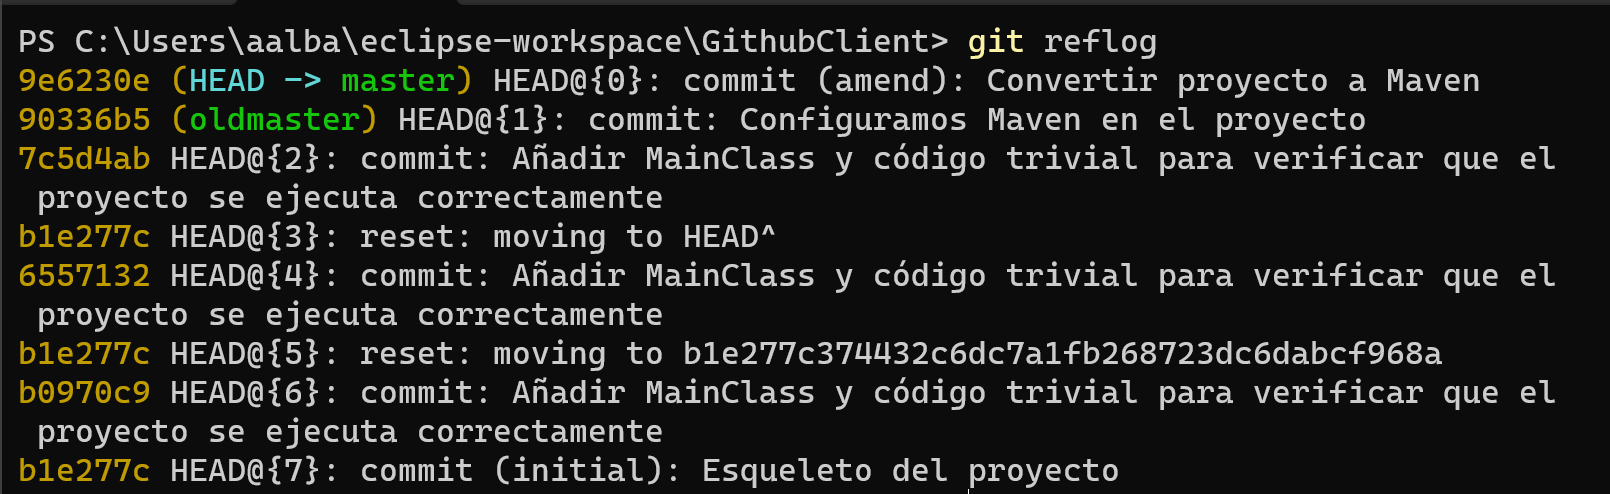 PS C:\Users\aalba\eclipse-workspace\GithubClient> git reflog
9e6230e (HEAD -> master) HEAD@{0}: commit (amend): Convertir proyecto a Maven
90336b5 (oldmaster) HEAD@{1}: commit: Configuramos Maven en el proyecto
7c5d4ab HEAD@{2}: commit: Añadir MainClass y código trivial para verificar que el
proyecto se ejecuta correctamente
b1e277c HEAD@{3}: reset: moving to HEAD^
6557132 HEAD@{4}: commit: Añadir MainClass y código trivial para verificar que el
proyecto se ejecuta correctamente
b1e277c HEAD@{5}: reset: moving to b1e277c374432c6dc7a1fb268723dc6dabcf968a
b0970c9 HEAD@{6}: commit: Añadir MainClass y código trivial para verificar que el
proyecto se ejecuta correctamente
b1e277c HEAD@{7}: commit (initial): Esqueleto del proyecto